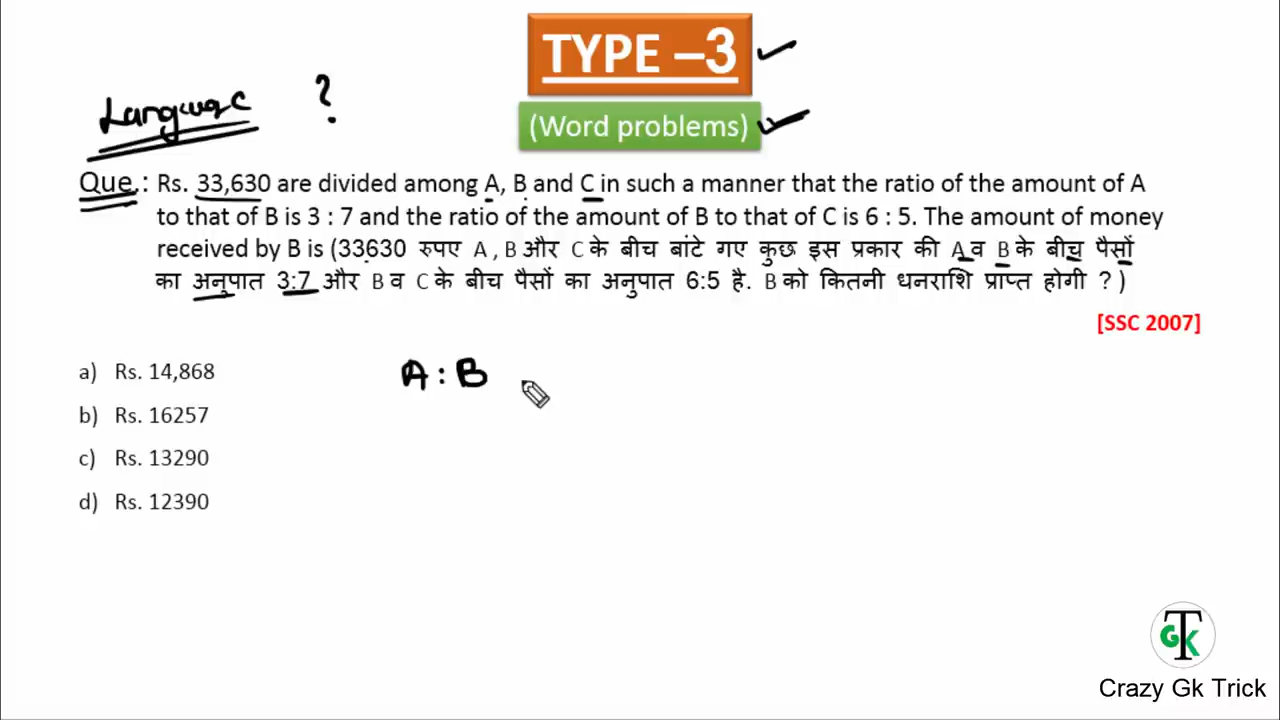 TYPE –3
Language ?
(Word problems)
Que.: Rs. 33,630 are divided among A, B and C in such a manner that the ratio of the amount of A
to that of B is 3 : 7 and the ratio of the amount of B to that of C is 6 : 5. The amount of money
received by B is (33630 रुपए A , B और C के बीच बांटे गए कुछ इस प्रकार की A व B के बीच पैसों
का अनुपात 3:7 और B व C के बीच पैसों का अनुपात 6:5 है. B को कितनी धनराशि प्राप्त होगी ? )
[SSC 2007]
a) Rs. 14,868
A : B
b) Rs. 16257
c) Rs. 13290
d) Rs. 12390
GTK
Crazy Gk Trick